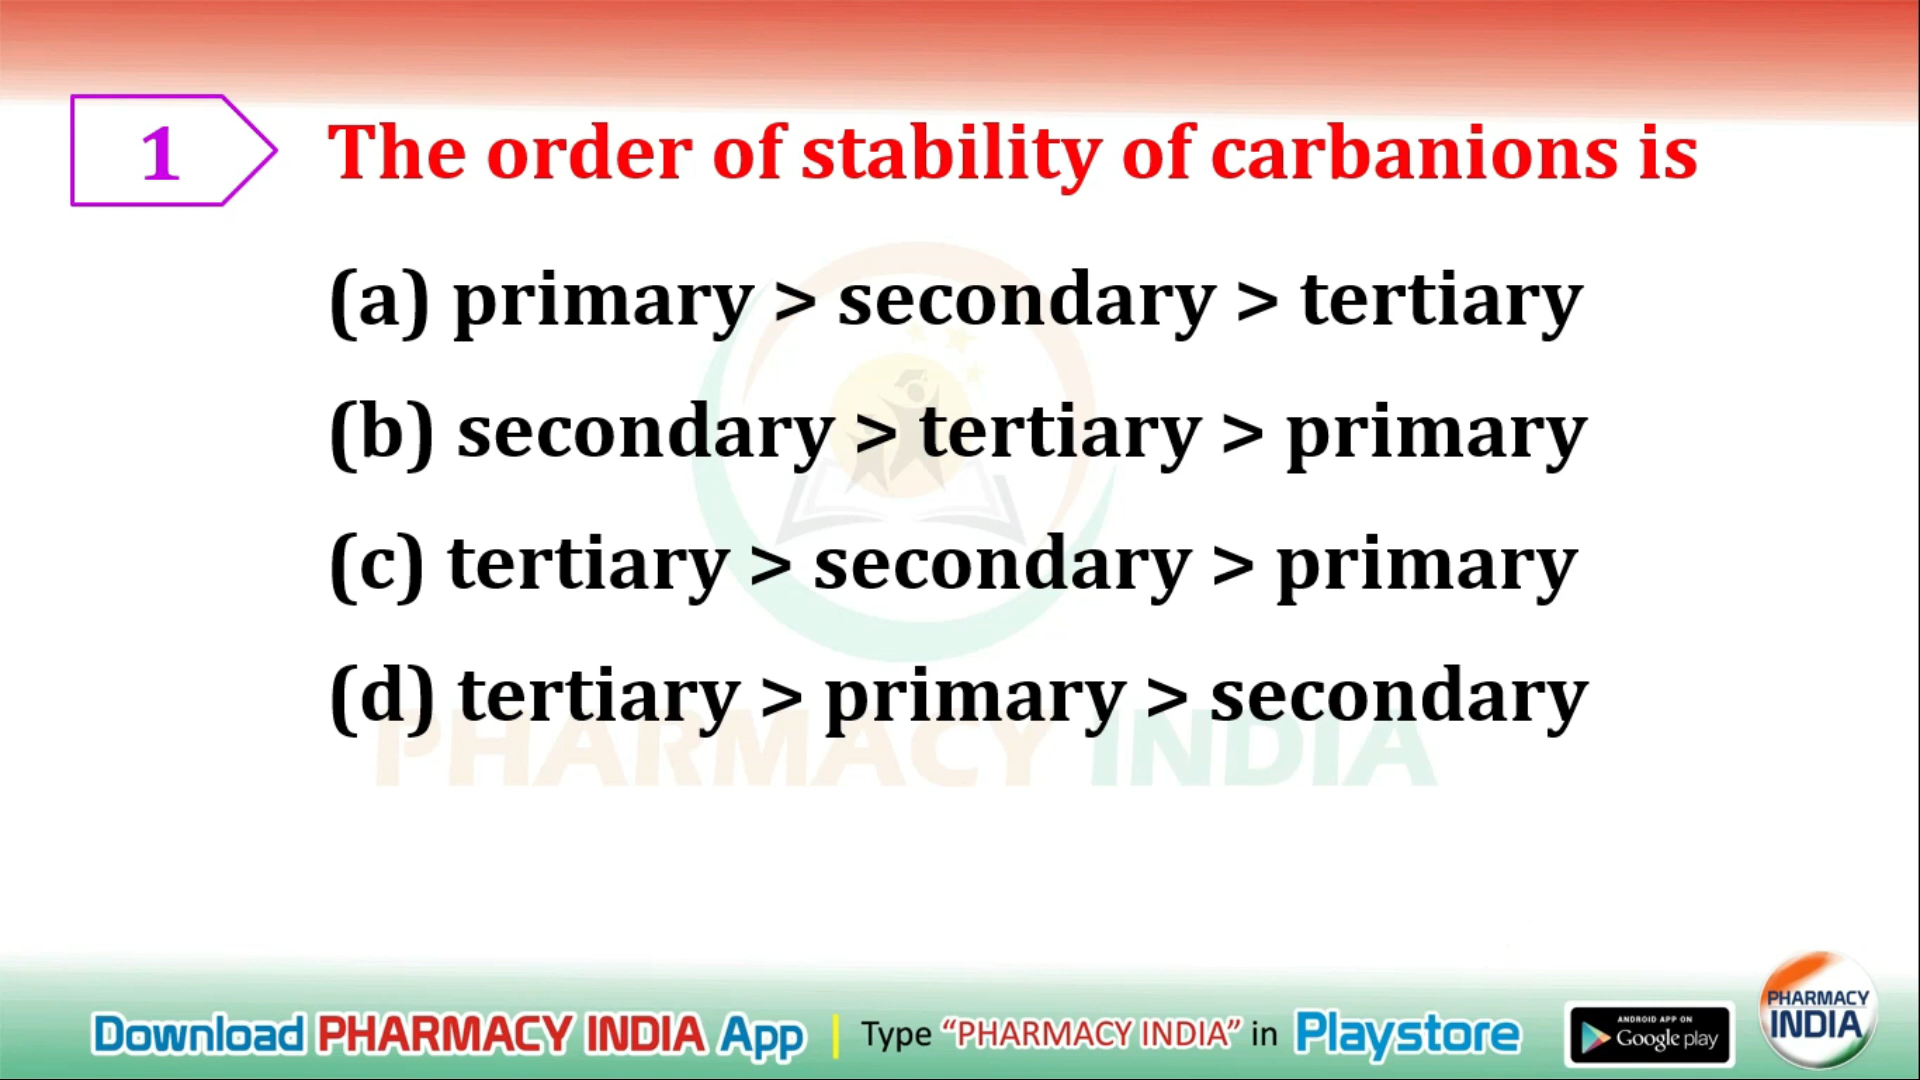 1 The order of stability of carbanions is
(a) primary > secondary > tertiary
(b) secondary > tertiary > primary
(c) tertiary > secondary > primary
(d) tertiary > primary > secondary
PHARMACY INDIA
Download PHARMACY INDIA App | Type “PHARMACY INDIA” in Playstore
ANDROID APP ON
Google play
PHARMACY
INDIA